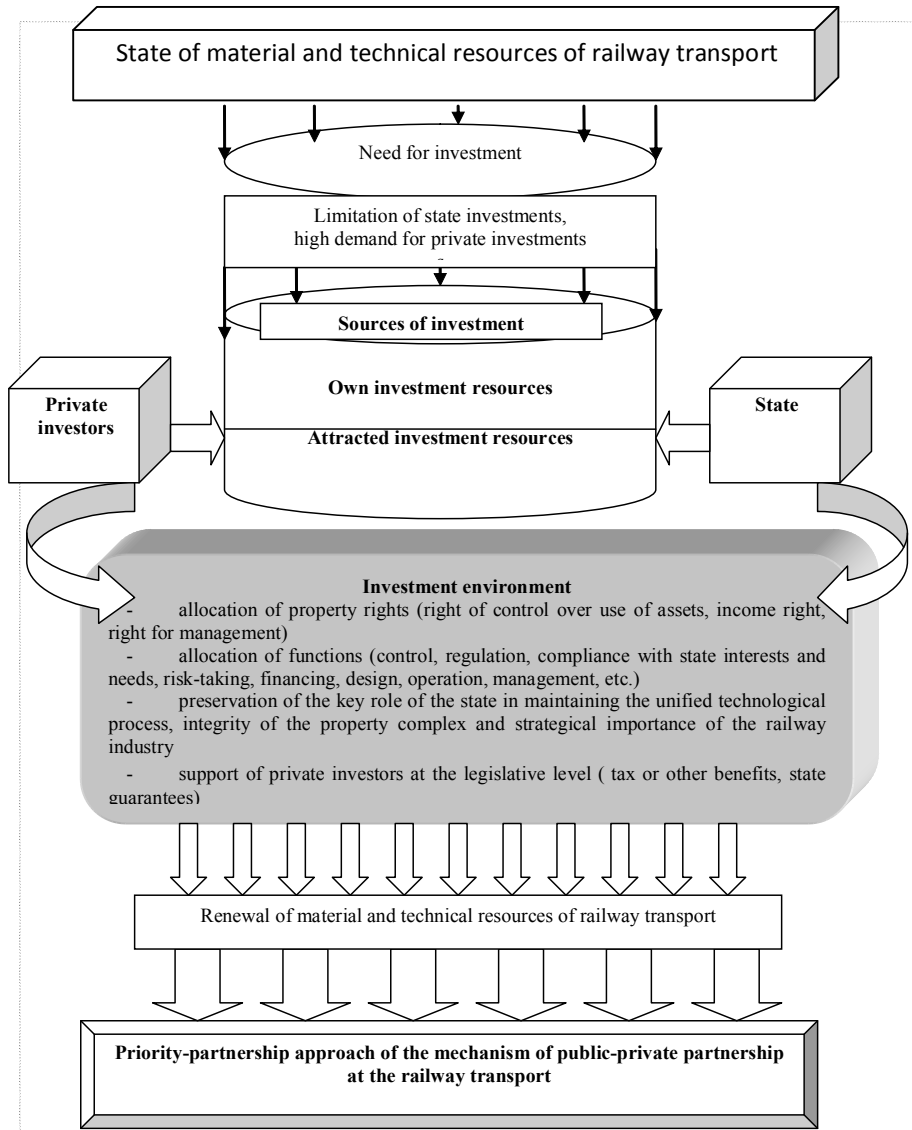 State of material and technical resources of railway transport
Need for investment
Limitation of state investments,
high demand for private investments
-
Sources of investment
Own investment resources
Private
investors
State
Attracted investment resources
Investment environment
- allocation of property rights (right of control over use of assets, income right,
right for management)
- allocation of functions (control, regulation, compliance with state interests and
needs, risk-taking, financing, design, operation, management, etc.)
- preservation of the key role of the state in maintaining the unified technological
process, integrity of the property complex and strategical importance of the railway
industry
- support of private investors at the legislative level ( tax or other benefits, state
guarantees)
Renewal of material and technical resources of railway transport
Priority-partnership approach of the mechanism of public-private partnership
at the railway transport